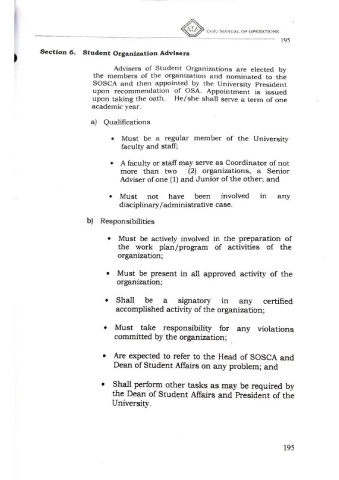 CvSU MANUAL OF OPERATIONS
195
Section 6. Student Organization Advisers
Advisers of Student Organizations are elected by
the members of the organization and nominated to the
SOSCA and then appointed by the University President
upon recommendation of OSA. Appointment is issued
upon taking the oath. He/she shall serve a term of one
academic year.
a) Qualifications
• Must be a regular member of the University
faculty and staff;
• A faculty or staff may serve as Coordinator of not
more than two (2) organizations, a Senior
Adviser of one (1) and Junior of the other; and
• Must not have been involved in any
disciplinary/administrative case.
b) Responsibilities
• Must be actively involved in the preparation of
the work plan/program of activities of the
organization;
• Must be present in all approved activity of the
organization;
• Shall be a signatory in any certified
accomplished activity of the organization;
• Must take responsibility for any violations
committed by the organization;
• Are expected to refer to the Head of SOSCA and
Dean of Student Affairs on any problem; and
• Shall perform other tasks as may be required by
the Dean of Student Affairs and President of the
University.
195